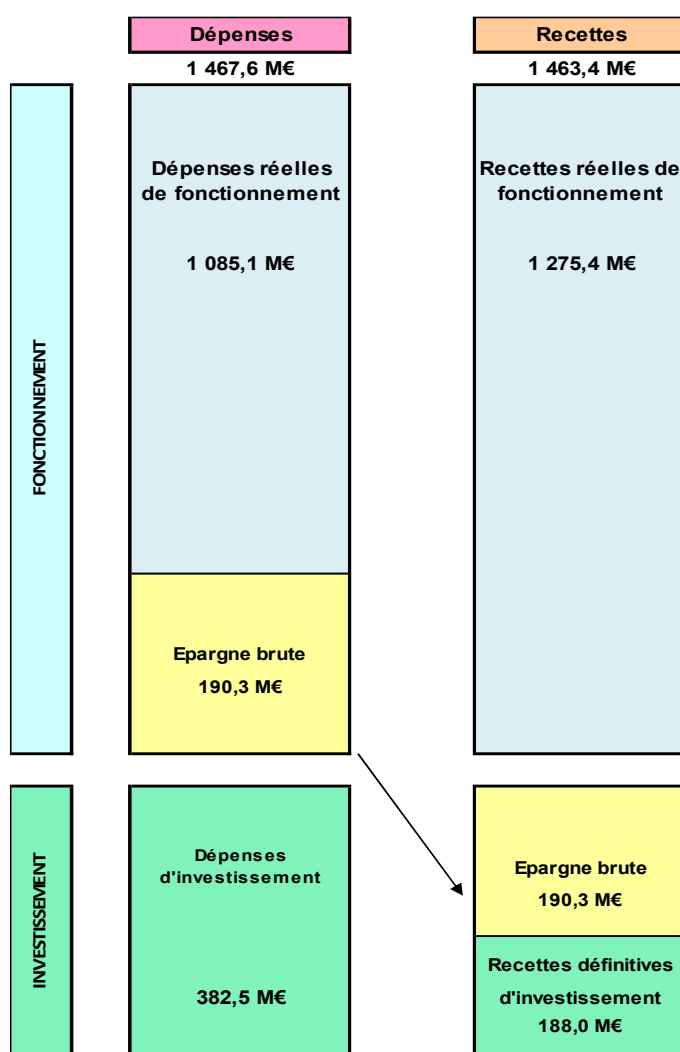 Dépenses
Recettes
1 467,6 M€
1 463,4 M€
FONCTIONNEMENT
Dépenses réelles
de fonctionnement
1 085,1 M€
Recettes réelles de
fonctionnement
1 275,4 M€
Epargne brute
190,3 M€
INVESTISSEMENT
Dépenses
d'investissement
382,5 M€
Epargne brute
190,3 M€
Recettes définitives
d'investissement
188,0 M€